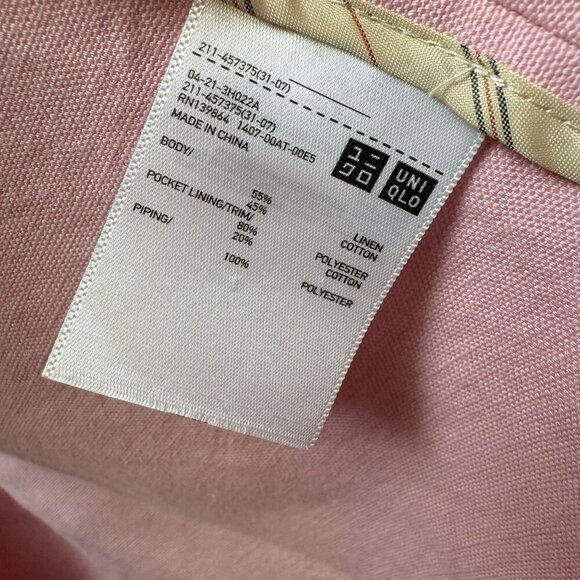 211-457375(31-07)
04-21-3H022A
211-457375(31-07)
RN139864 1407-00AT-00E5
MADE IN CHINA
ユニ
クロ
UNI
QLO
BODY/
55% LINEN
45% COTTON
POCKET LINING/TRIM/
80% POLYESTER
20% COTTON
PIPING/
100% POLYESTER